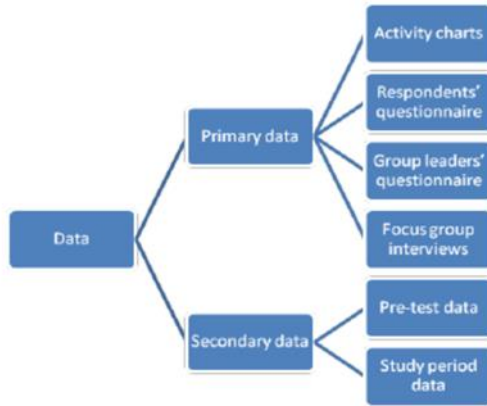 Activity charts
Respondents'
questionnaire
Primary data
Group leaders'
questionnaire
Data
Focus group
interviews
Pre-test data
Secondary data
Study period
data